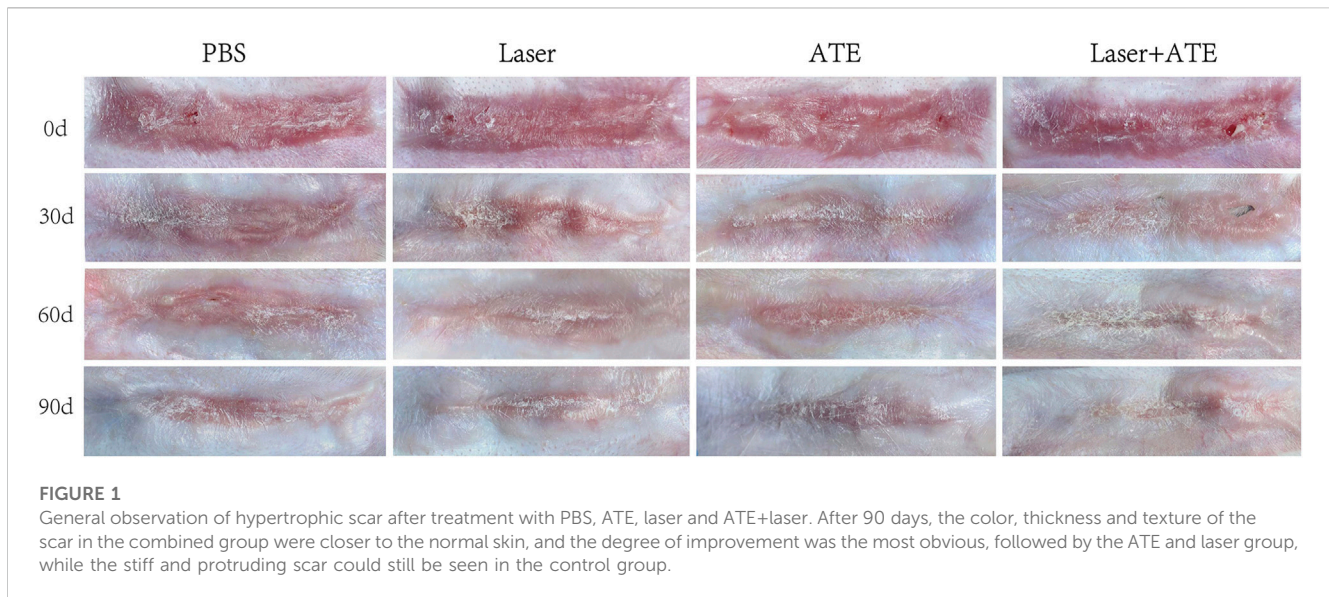 PBS Laser ATE Laser+ATE
0d
30d
60d
90d
FIGURE 1
General observation of hypertrophic scar after treatment with PBS, ATE, laser and ATE+laser. After 90 days, the color, thickness and texture of the
scar in the combined group were closer to the normal skin, and the degree of improvement was the most obvious, followed by the ATE and laser group,
while the stiff and protruding scar could still be seen in the control group.